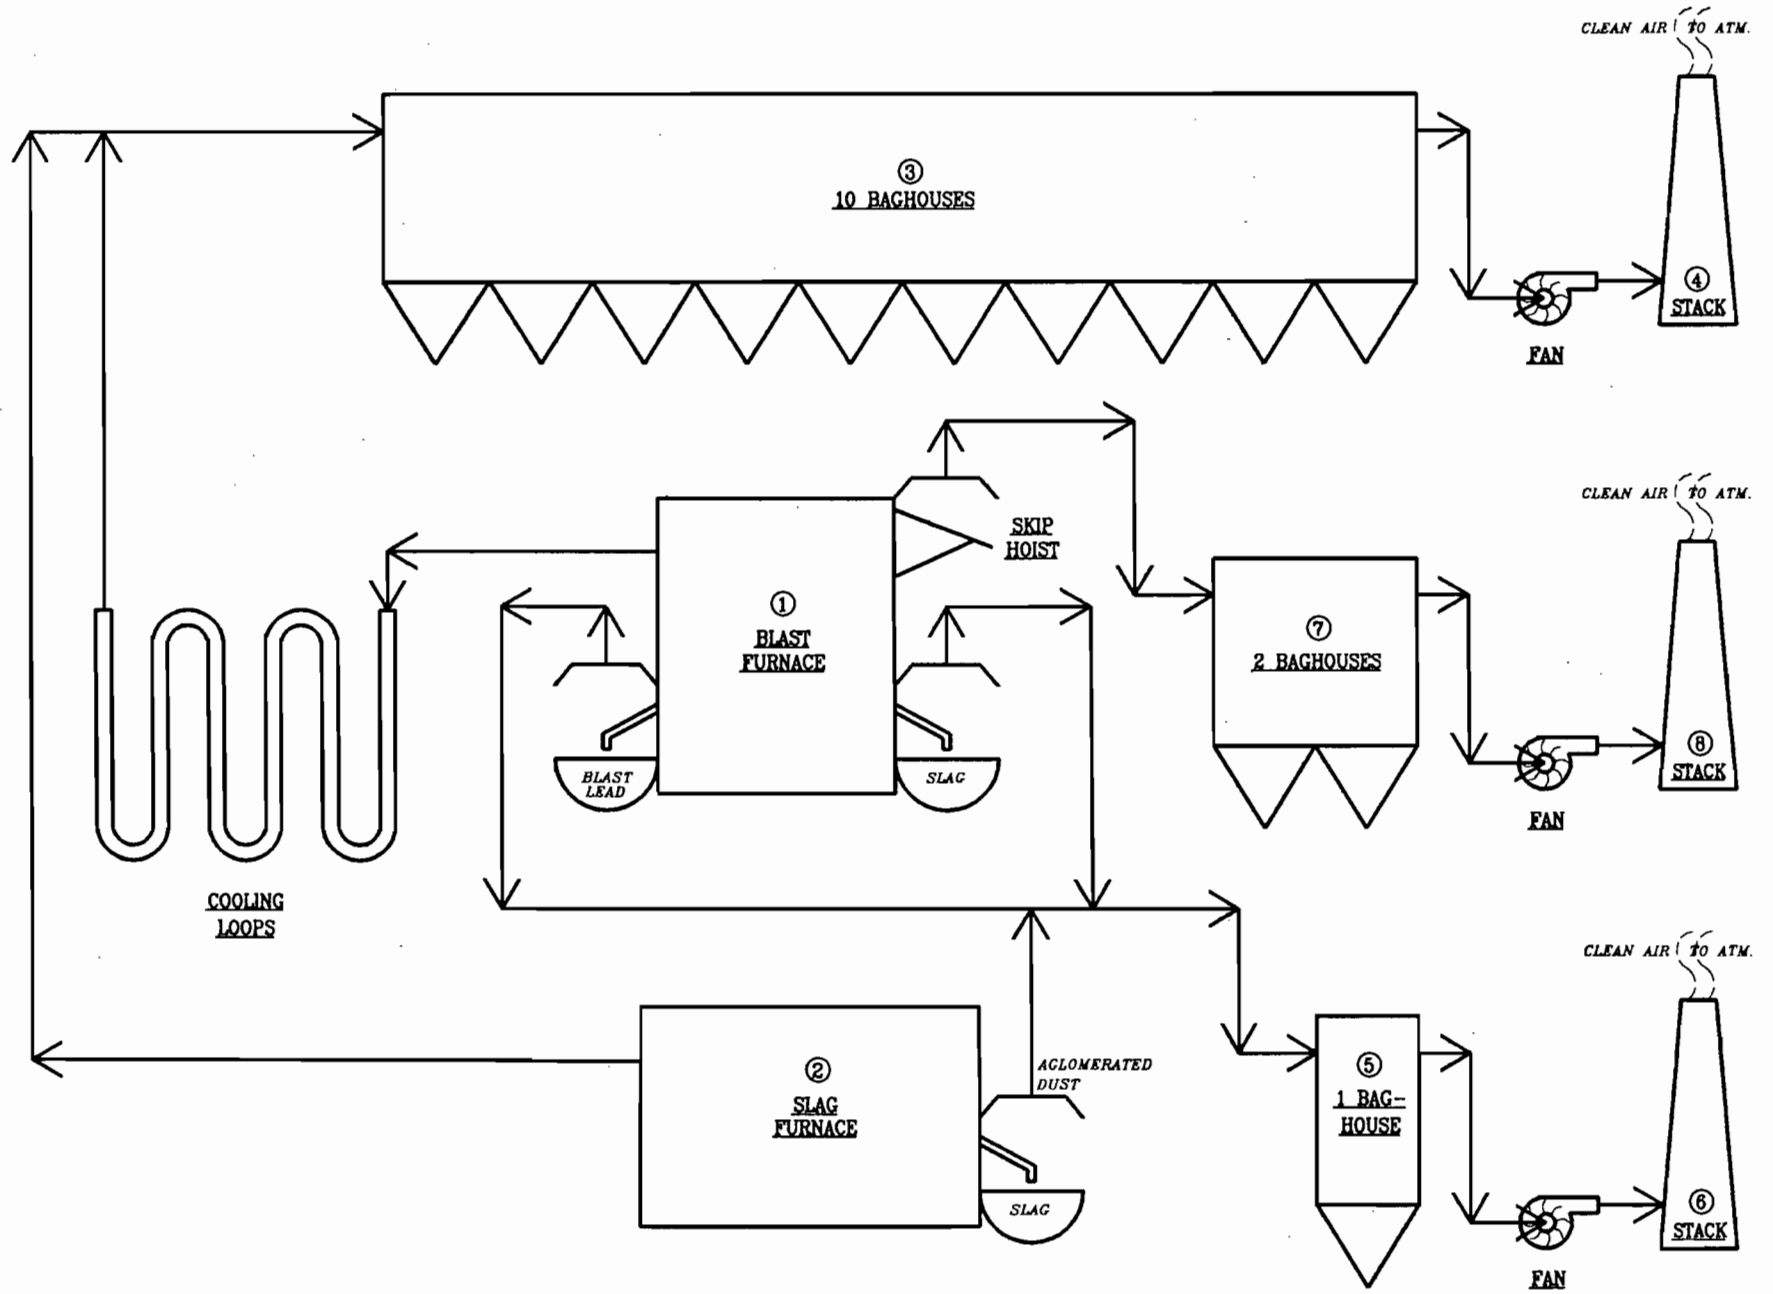 CLEAN AIR TO ATM.
③
10 BAGHOUSES
④
STACK
FAN
SKIP
HOIST
CLEAN AIR TO ATM.
①
BLAST
FURNACE
⑦
2 BAGHOUSES
BLAST
LEAD
SLAG
⑧
STACK
FAN
COOLING
LOOPS
CLEAN AIR TO ATM.
AGLOMERATED
DUST
②
SLAG
FURNACE
⑤
1 BAG-
HOUSE
SLAG
⑥
STACK
FAN